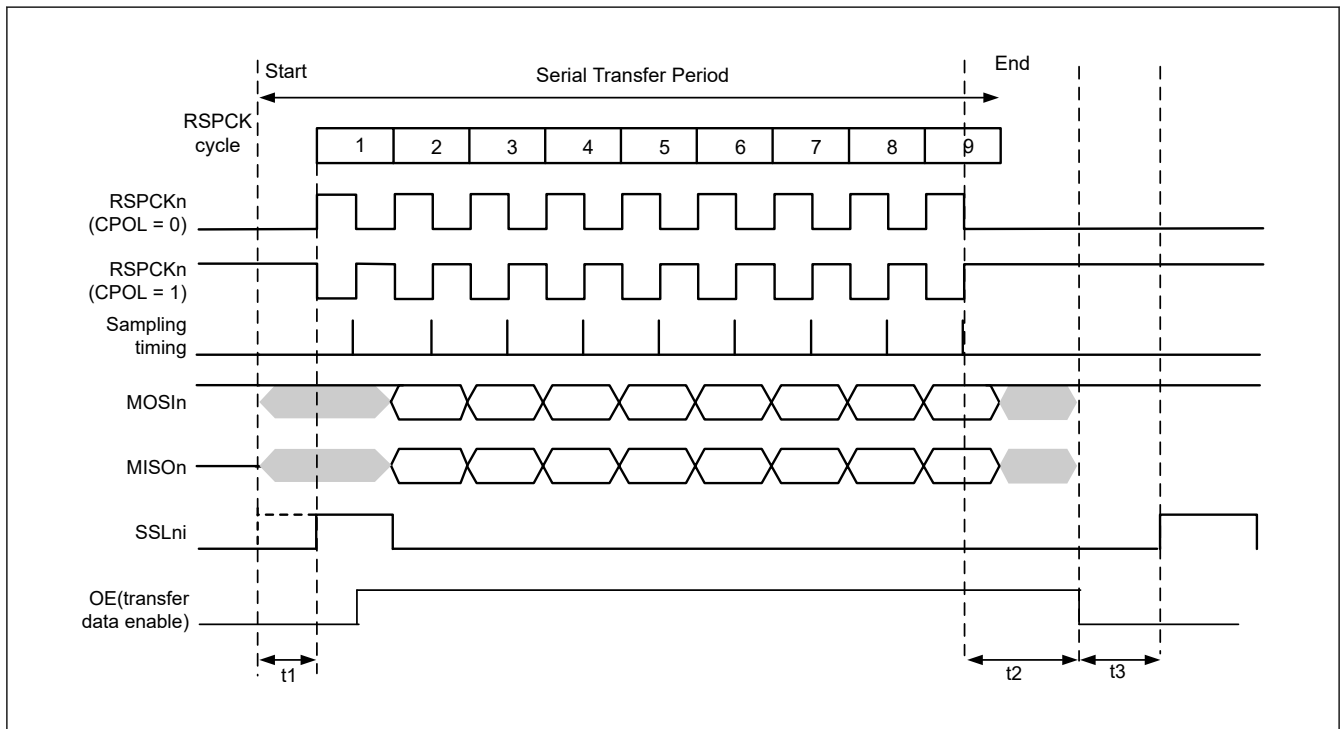 Start
Serial Transfer Period
End
RSPCK
cycle
1 2 3 4 5 6 7 8 9
RSPCKn
(CPOL = 0)
RSPCKn
(CPOL = 1)
Sampling
timing
MOSIn
MISOn
SSLni
OE(transfer
data enable)
t1
t2
t3